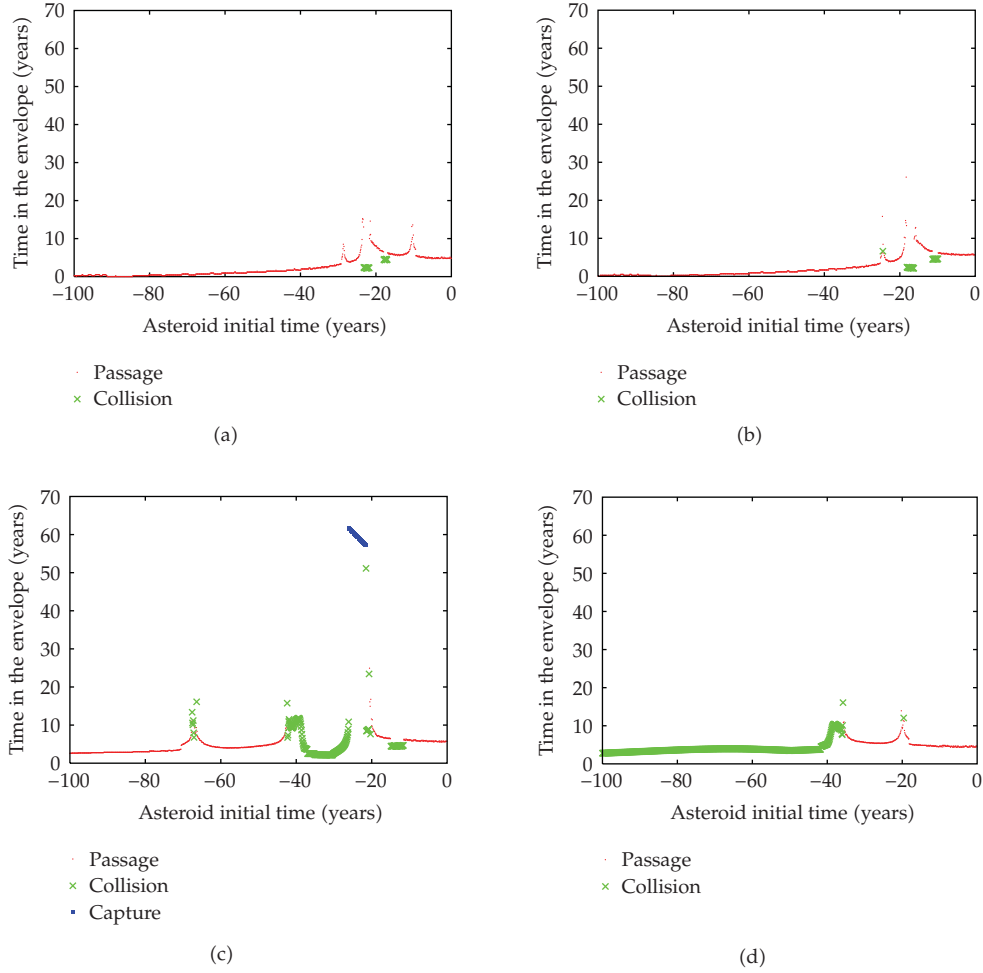 70
60
50
40
30
20
10
0
Time in the envelope (years)
−100 −80 −60 −40 −20 0
Asteroid initial time (years)
Passage
Collision
(a)
70
60
50
40
30
20
10
0
Time in the envelope (years)
−100 −80 −60 −40 −20 0
Asteroid initial time (years)
Passage
Collision
(b)
70
60
50
40
30
20
10
0
Time in the envelope (years)
−100 −80 −60 −40 −20 0
Asteroid initial time (years)
Passage
Collision
Capture
(c)
70
60
50
40
30
20
10
0
Time in the envelope (years)
−100 −80 −60 −40 −20 0
Asteroid initial time (years)
Passage
Collision
(d)